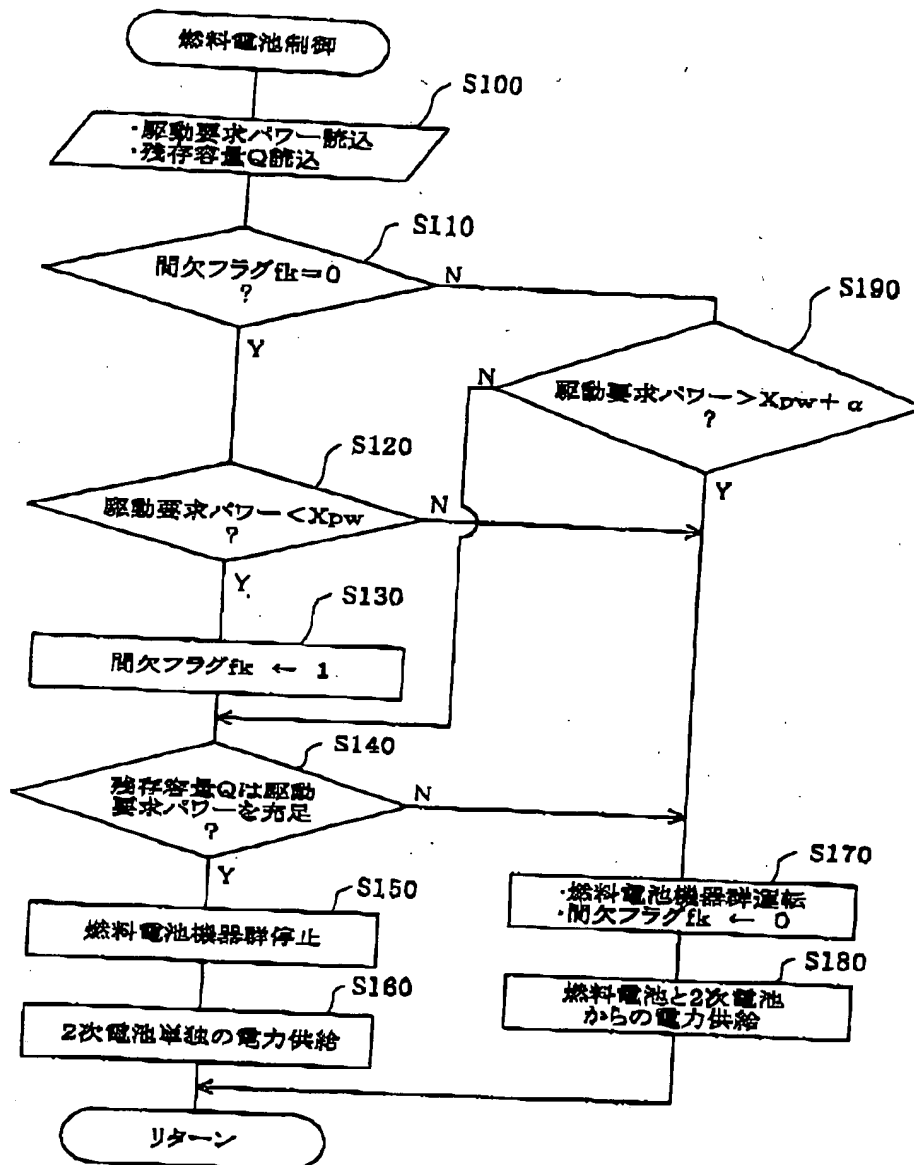 燃料電池制御
S100
・駆動要求パワー読込
・残存容量Q読込
S110
間欠フラグfk=0
?
N
Y
S190
駆動要求パワー>Xpw+α
?
N
Y
S120
駆動要求パワー<Xpw
?
N
Y
S130
間欠フラグfk ← 1
S140
残存容量Qは駆動
要求パワーを充足
?
N
Y
S150
燃料電池機器群停止
S160
2次電池単独の電力供給
S170
・燃料電池機器群運転
・間欠フラグfk ← 0
S180
燃料電池と2次電池
からの電力供給
リターン